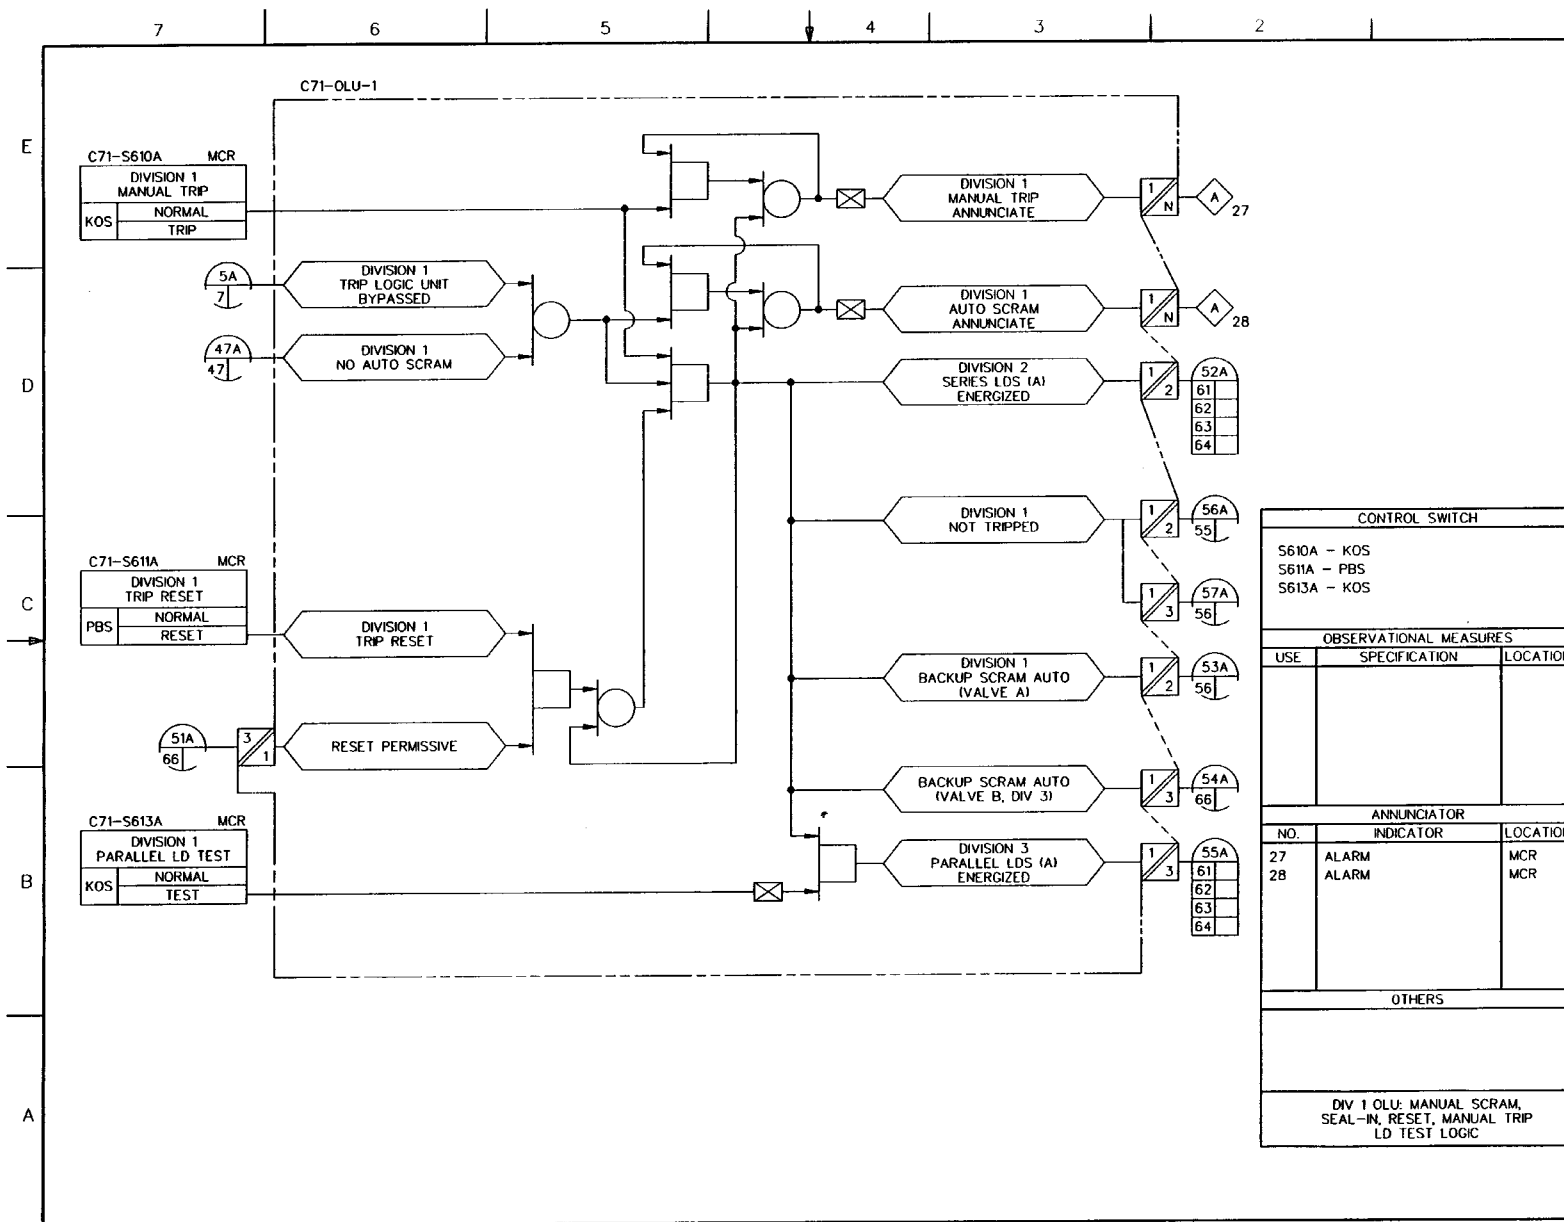 7 6 5 4 3 2
C71-OLU-1
E
C71-S610A MCR
DIVISION 1
MANUAL TRIP
KOS NORMAL
TRIP
DIVISION 1
MANUAL TRIP
ANNUNCIATE
1
N
A
27
5A
7
DIVISION 1
TRIP LOGIC UNIT
BYPASSED
DIVISION 1
AUTO SCRAM
ANNUNCIATE
1
N
A
28
D
47A
47
DIVISION 1
NO AUTO SCRAM
DIVISION 2
SERIES LDS (A)
ENERGIZED
1
2
52A
61
62
63
64
DIVISION 1
NOT TRIPPED
1
2
56A
55
C
1
3
57A
56
C71-S611A MCR
DIVISION 1
TRIP RESET
PBS NORMAL
RESET
DIVISION 1
TRIP RESET
DIVISION 1
BACKUP SCRAM AUTO
(VALVE A)
1
2
53A
56
51A
66
3
1
RESET PERMISSIVE
BACKUP SCRAM AUTO
(VALVE B, DIV 3)
1
3
54A
66
B
C71-S613A MCR
DIVISION 1
PARALLEL LD TEST
KOS NORMAL
TEST
DIVISION 3
PARALLEL LDS (A)
ENERGIZED
1
3
55A
61
62
63
64
A
CONTROL SWITCH
S610A - KOS
S611A - PBS
S613A - KOS
OBSERVATIONAL MEASURES
USE SPECIFICATION LOCATION
ANNUNCIATOR
NO. INDICATOR LOCATION
27 ALARM MCR
28 ALARM MCR
OTHERS
DIV 1 OLU: MANUAL SCRAM,
SEAL-IN, RESET, MANUAL TRIP
LD TEST LOGIC